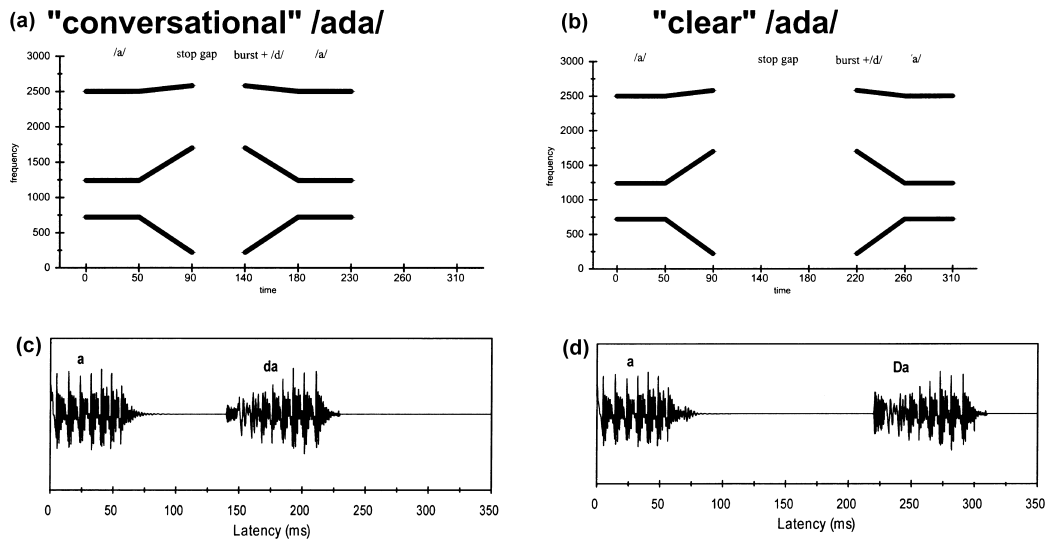 (a) "conversational" /ada/
/a/ stop gap burst + /d/ /a/
3000
2500
2000
1500
1000
500
0
frequency
0 50 90 140 180 230 260 310
time
(b) "clear" /ada/
/a/ stop gap burst +/d/ 'a/
3000
2500
2000
1500
1000
500
0
frequency
0 50 90 140 180 220 260 310
time
(c)
a da
0 50 100 150 200 250 300 350
Latency (ms)
(d)
a Da
0 50 100 150 200 250 300 350
Latency (ms)